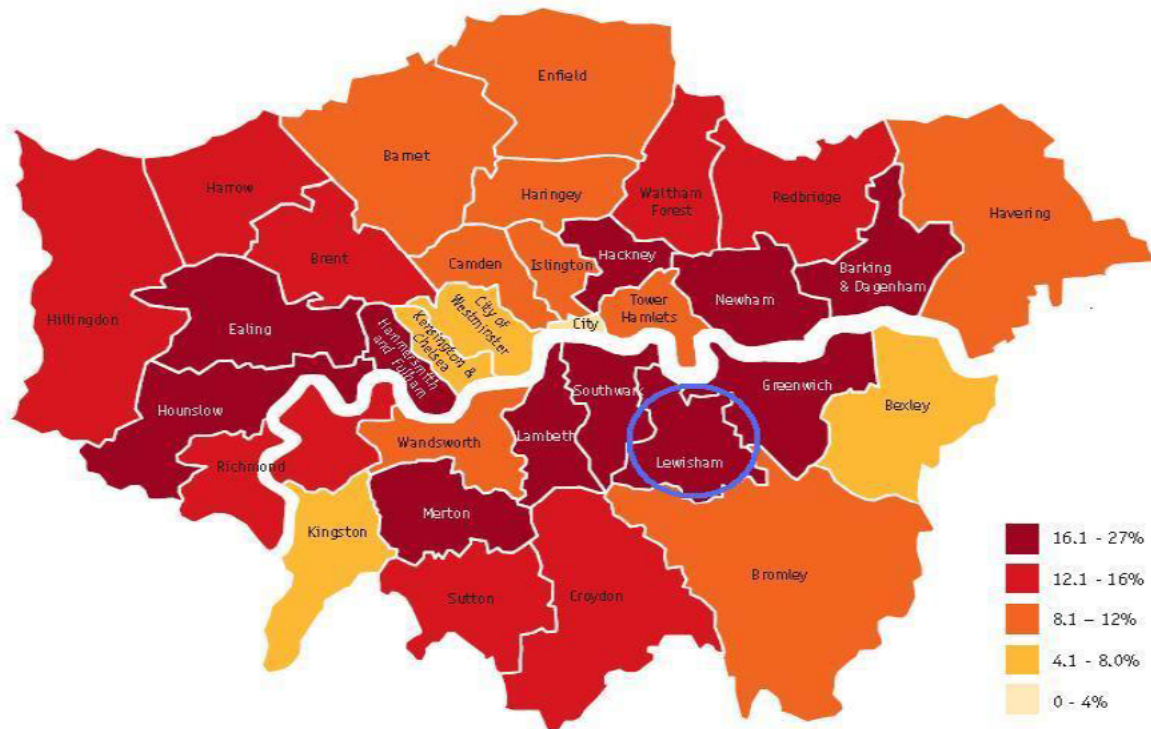 Enfield
Barnet
Harrow
Haringey
Waltham
Forest
Redbridge
Havering
Brent
Camden
Islington
Hackney
Barking
& Dagenham
Hillingdon
Ealing
City of
Westminster
Kensington &
Chelsea
Hammersmith
and Fulham
City
Tower
Hamlets
Newham
Hounslow
Southwark
Greenwich
Bexley
Richmond
Wandsworth
Lambeth
Lewisham
Kingston
Merton
Sutton
Croydon
Bromley
16.1 - 27%
12.1 - 16%
8.1 – 12%
4.1 - 8.0%
0 - 4%